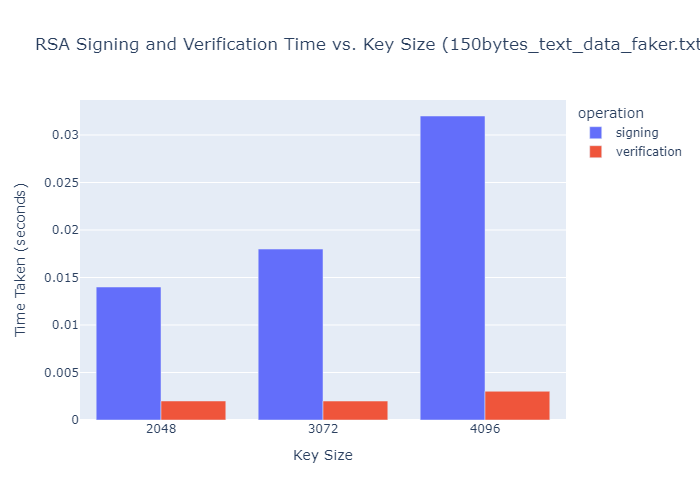 RSA Signing and Verification Time vs. Key Size (150bytes_text_data_faker.txt
operation
signing
verification
Time Taken (seconds)
0.03
0.025
0.02
0.015
0.01
0.005
0
2048 3072 4096
Key Size